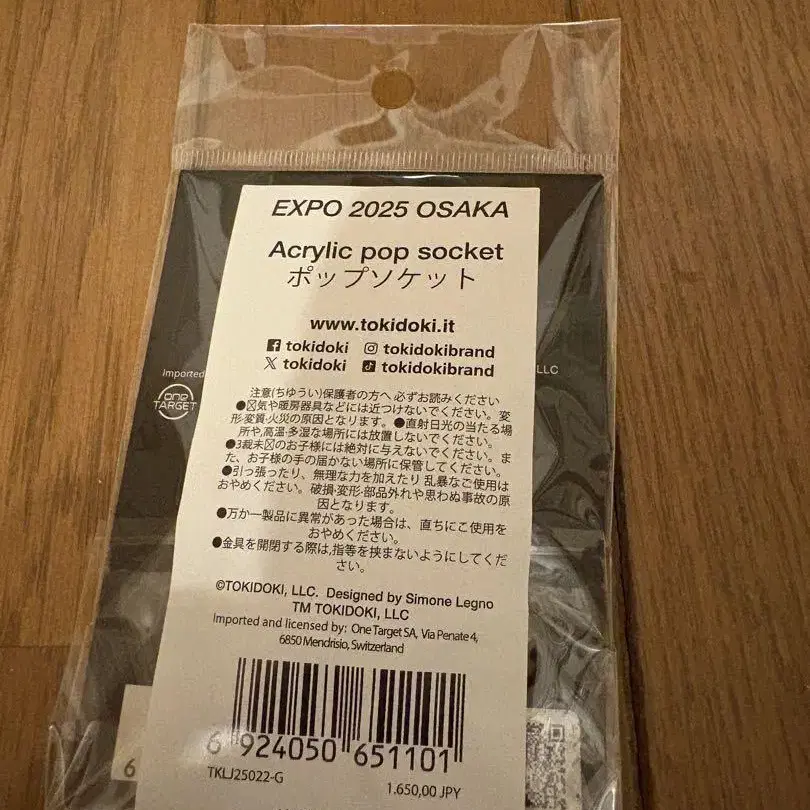 EXPO 2025 OSAKA
Acrylic pop socket
ポップソケット
www.tokidoki.it
tokidoki tokidokibrand
tokidoki tokidokibrand
Imported
one
TARGET
LLC
注意(ちゆうい)保護者の方へ 必ずお読みください
●気や暖房器具などには近つけないでください。変
形·変質·火災の原因となります。●直射日光の当たる場
所や,高温·多湿な場所には放置しないでください。
●3裁未のお子様には絶対に与えないでください。ま
た、お子様の手の届かない場所に保管してください。
●引っ張ったり、無理な力を加えたり 乱暴なご使用は
おやめください。破損·変形·部品外れや思わぬ事故の原
因となります。
●万か一製品に異常があった場合は、直ちにこ使用を
おやめください。
●金具を開閉する際は,指等を挟まないようにしてくだ
さい。
©TOKIDOKI, LLC. Designed by Simone Legno
TM TOKIDOKI, LLC
Imported and licensed by: One Target SA, Via Penate 4,
6850 Mendrisio, Switzerland
6 924050 651101
TKLJ25022-G
1.650,00 JPY
6